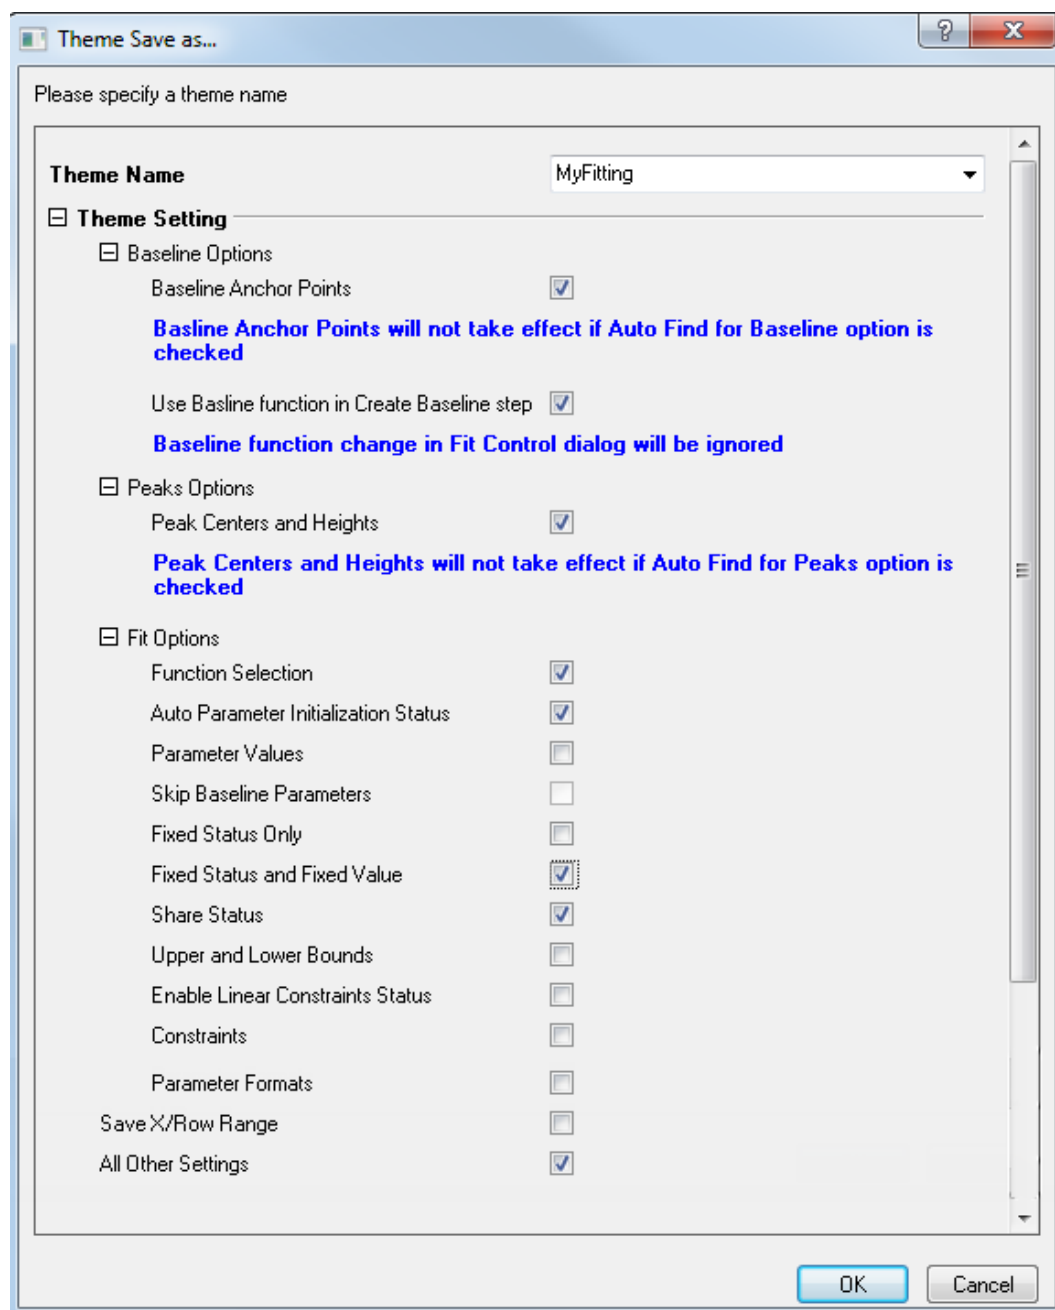 Theme Save as...
Please specify a theme name
Theme Name MyFitting
Theme Setting
Baseline Options
Baseline Anchor Points
Basline Anchor Points will not take effect if Auto Find for Baseline option is
checked
Use Basline function in Create Baseline step
Baseline function change in Fit Control dialog will be ignored
Peaks Options
Peak Centers and Heights
Peak Centers and Heights will not take effect if Auto Find for Peaks option is
checked
Fit Options
Function Selection
Auto Parameter Initialization Status
Parameter Values
Skip Baseline Parameters
Fixed Status Only
Fixed Status and Fixed Value
Share Status
Upper and Lower Bounds
Enable Linear Constraints Status
Constraints
Parameter Formats
Save X/Row Range
All Other Settings
OK Cancel